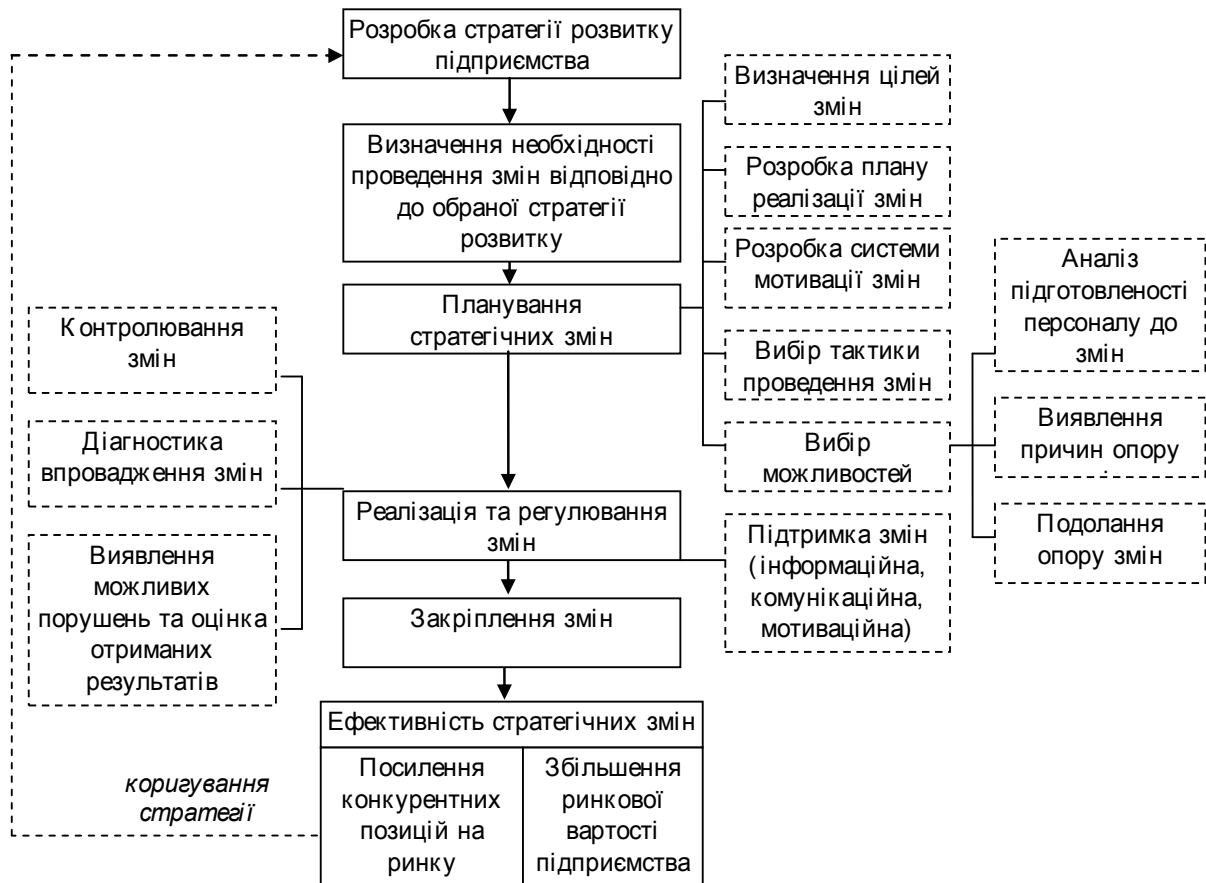 Розробка стратегії розвитку
підприємства
Визначення необхідності
проведення змін відповідно
до обраної стратегії
розвитку
Планування
стратегічних змін
Визначення цілей
змін
Розробка плану
реалізації змін
Розробка системи
мотивації змін
Вибір тактики
проведення змін
Вибір
можливостей
Аналіз
підготовленості
персоналу до
змін
Виявлення
причин опору
Подолання
опору змін
Контролювання
змін
Діагностика
впровадження змін
Виявлення
можливих
порушень та оцінка
отриманих
результатів
Реалізація та регулювання
змін
Підтримка змін
(інформаційна,
комунікаційна,
мотиваційна)
Закріплення змін
Ефективність стратегічних змін
Посилення
конкурентних
позицій на
ринку
Збільшення
ринкової
вартості
підприємства
коригування
стратегії